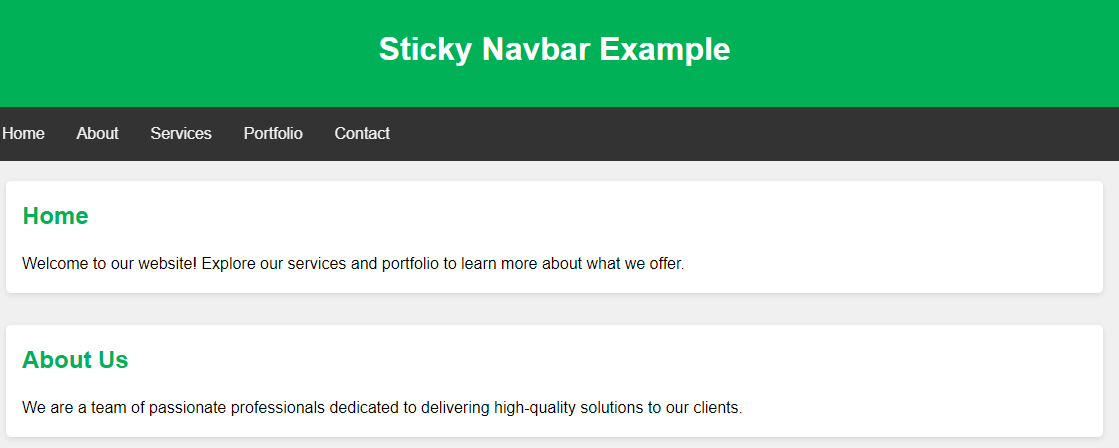 Sticky Navbar Example
Home About Services Portfolio Contact
Home
Welcome to our website! Explore our services and portfolio to learn more about what we offer.
About Us
We are a team of passionate professionals dedicated to delivering high-quality solutions to our clients.